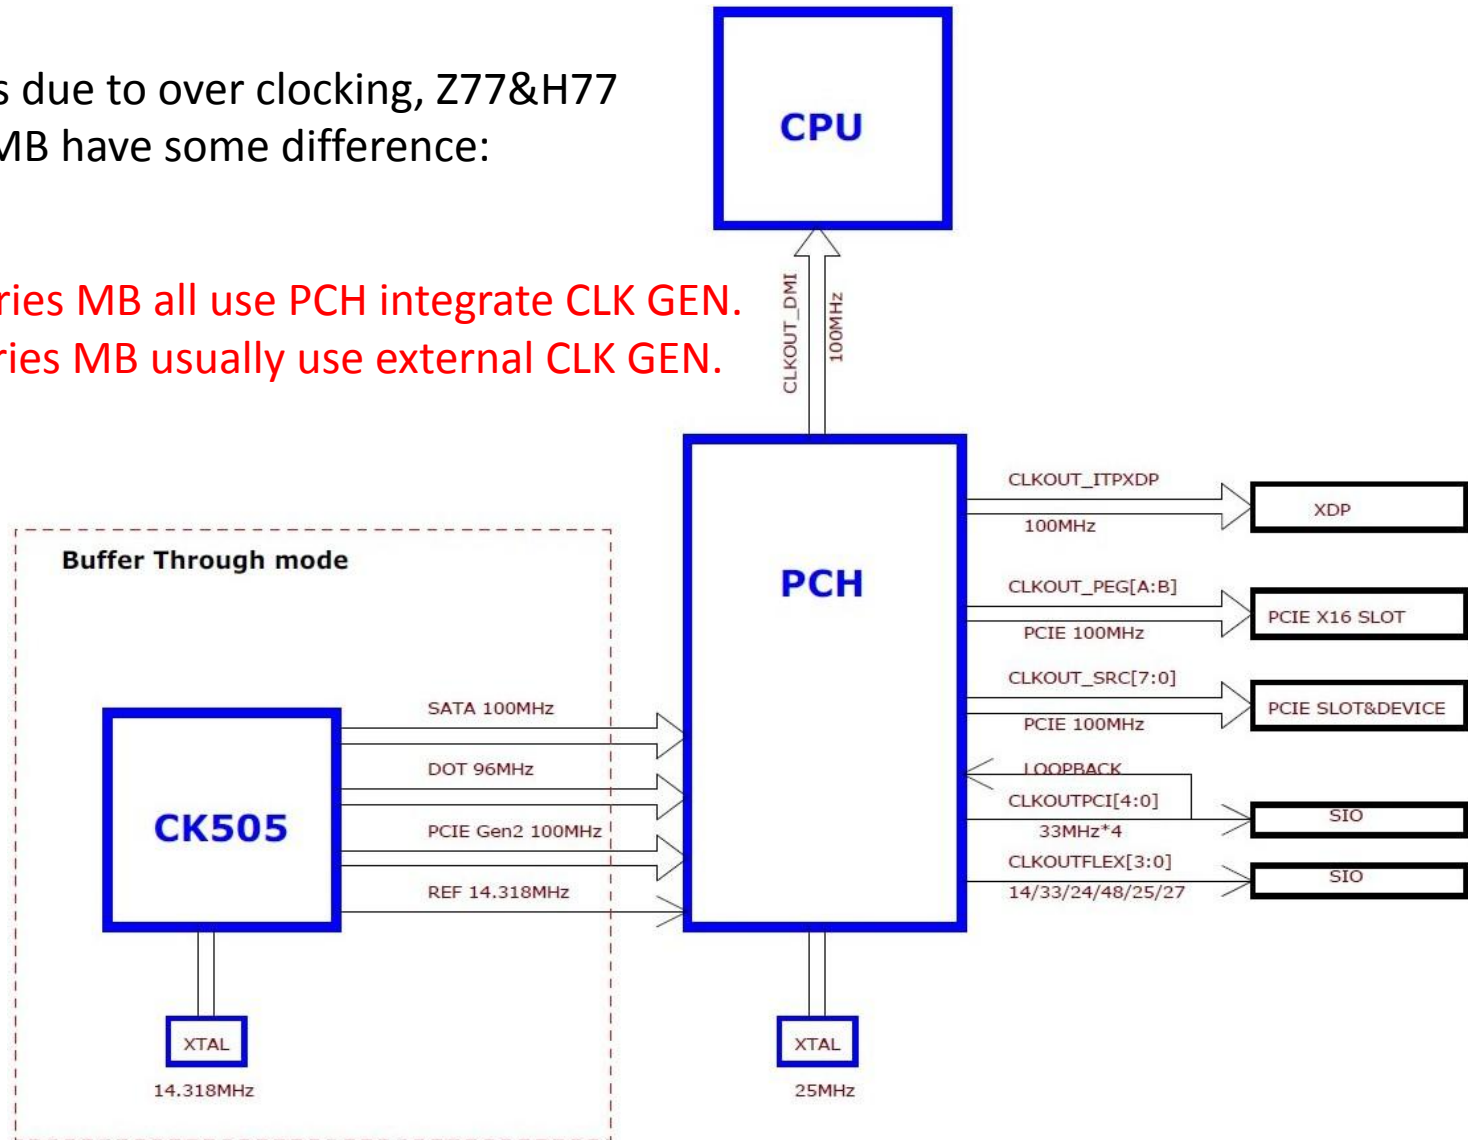 s due to over clocking, Z77&H77
MB have some difference:
ries MB all use PCH integrate CLK GEN.
ries MB usually use external CLK GEN.
CPU
CLKOUT_DMI
100MHz
PCH
CLKOUT_ITPXDP
100MHz
XDP
CLKOUT_PEG[A:B]
PCIE 100MHz
PCIE X16 SLOT
CLKOUT_SRC[7:0]
PCIE 100MHz
PCIE SLOT&DEVICE
LOOPBACK
CLKOUTPCI[4:0]
33MHz*4
SIO
CLKOUTFLEX[3:0]
14/33/24/48/25/27
SIO
Buffer Through mode
CK505
SATA 100MHz
DOT 96MHz
PCIE Gen2 100MHz
REF 14.318MHz
XTAL
14.318MHz
XTAL
25MHz